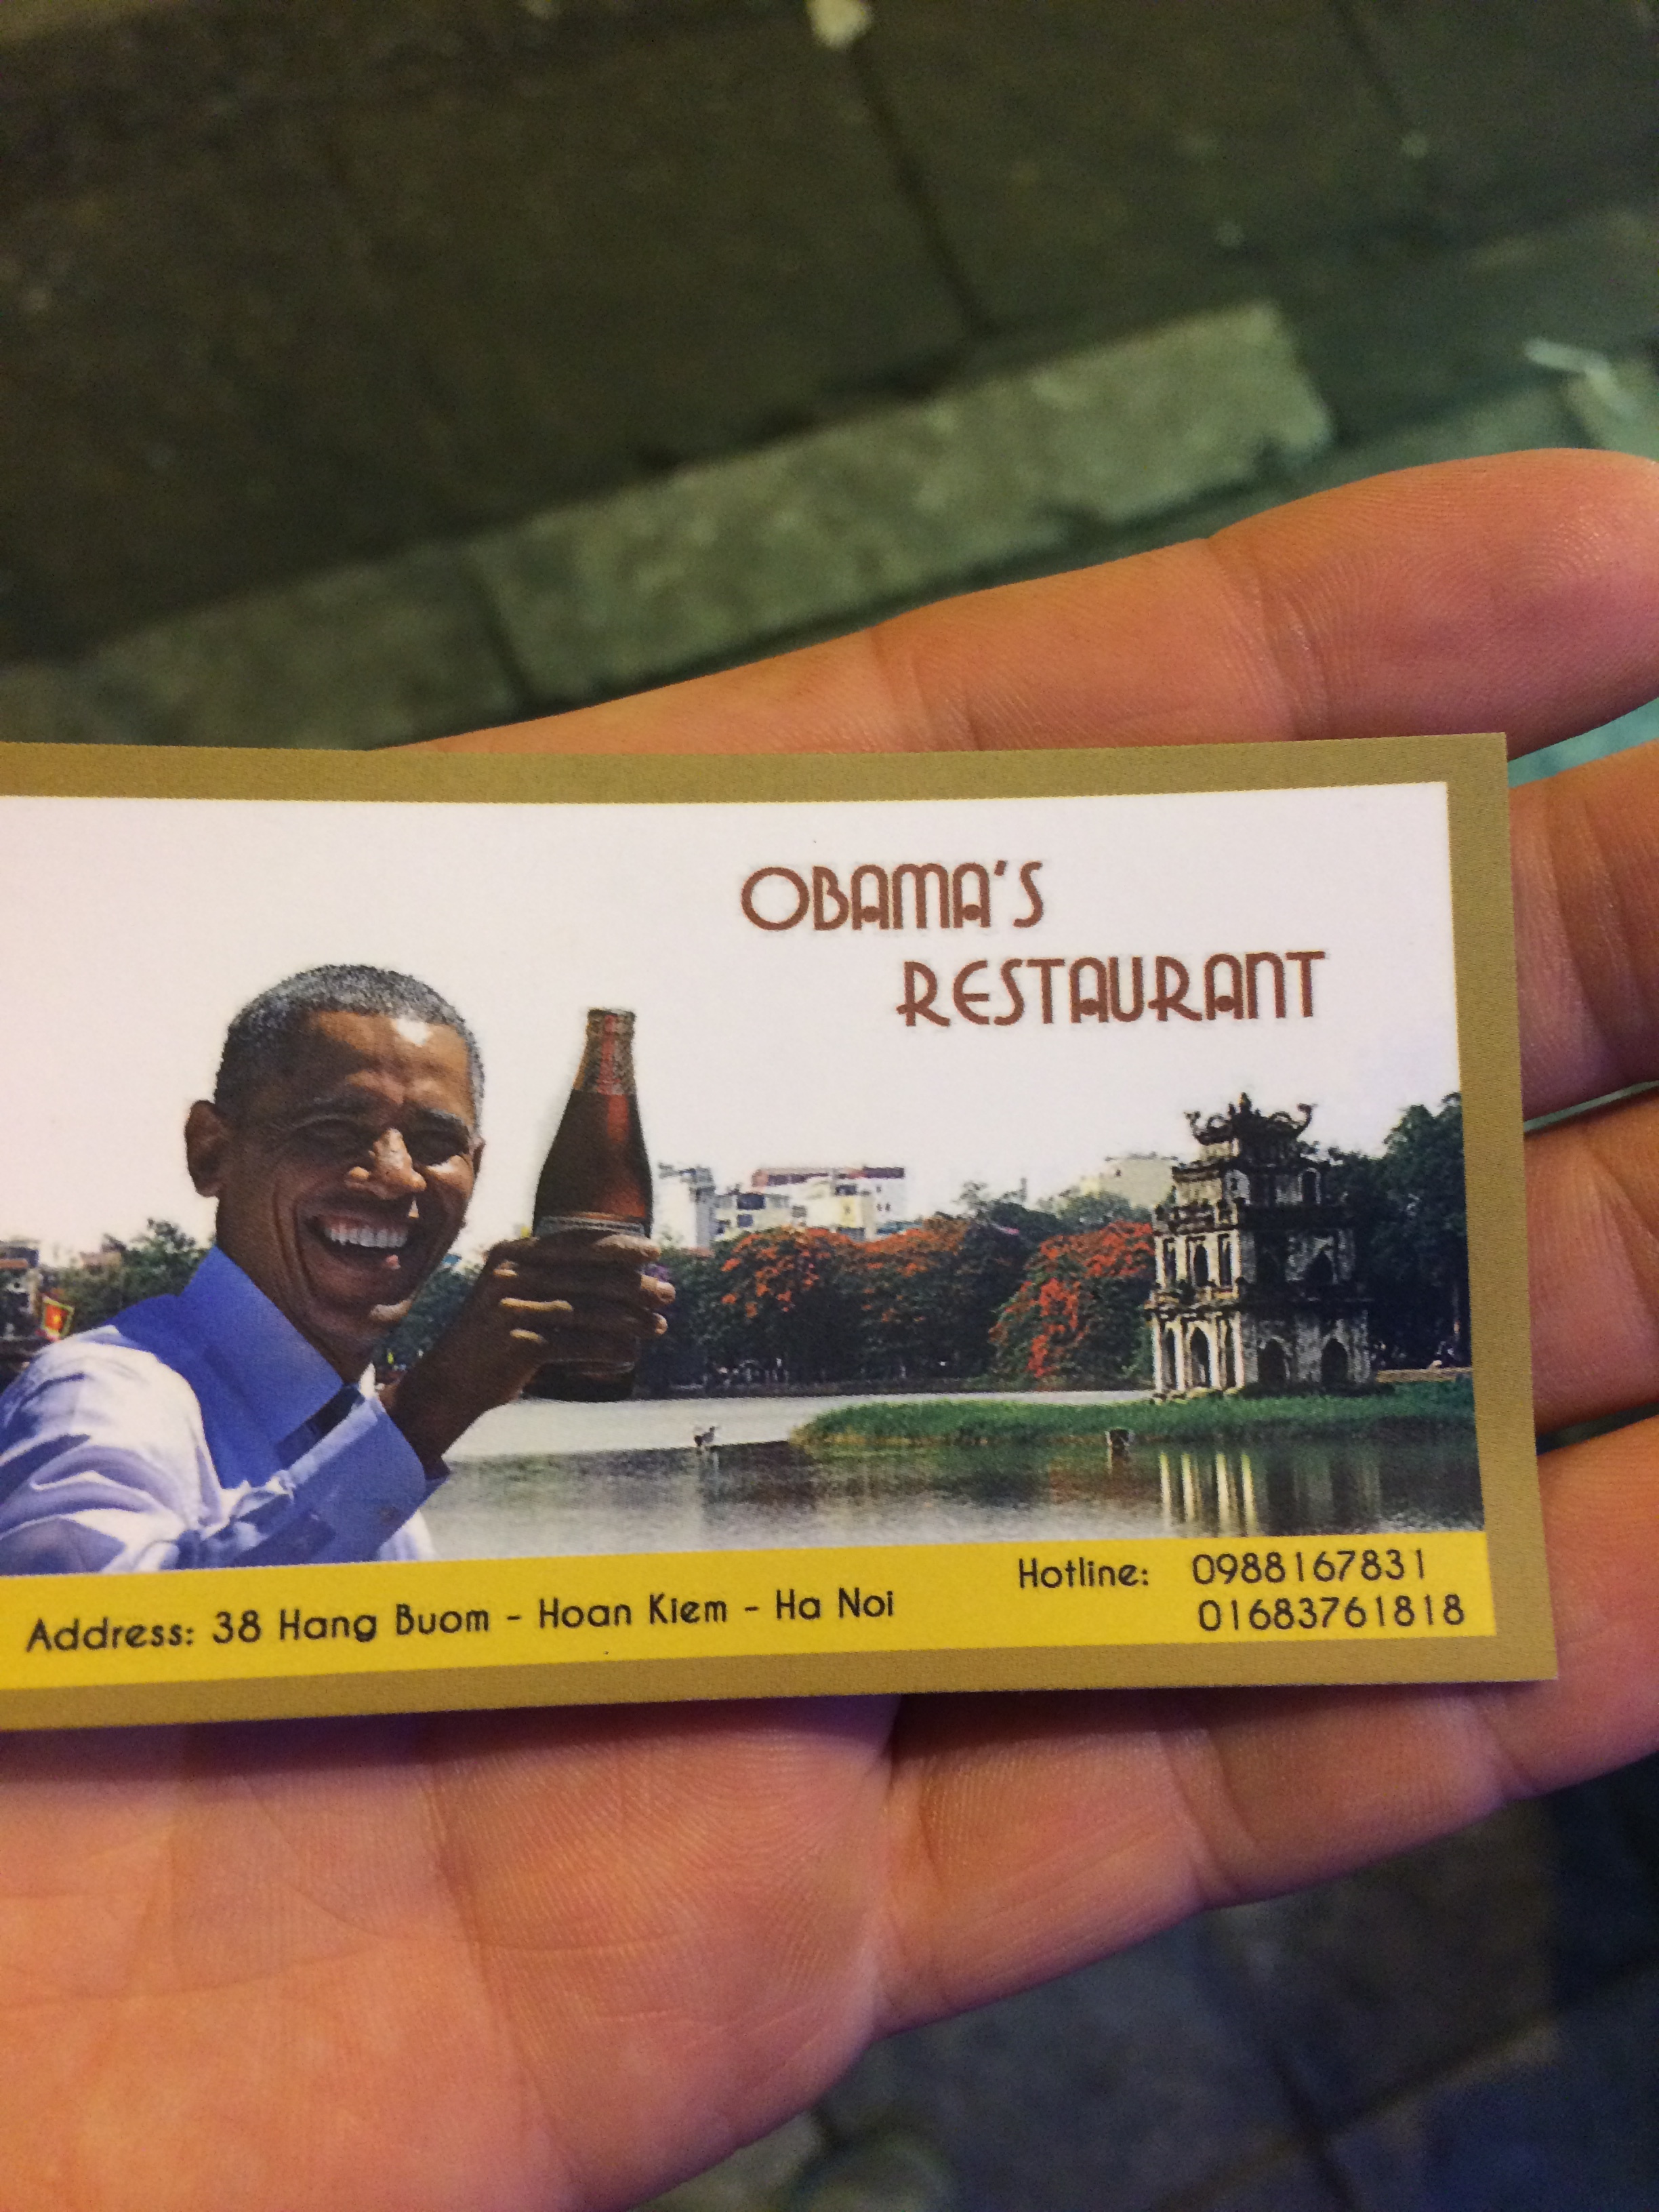 OBAMA'S
RESTAURANT
Address: 38 Hang Buom - Hoan Kiem - Ha Noi
Hotline: 0988167831
01683761818